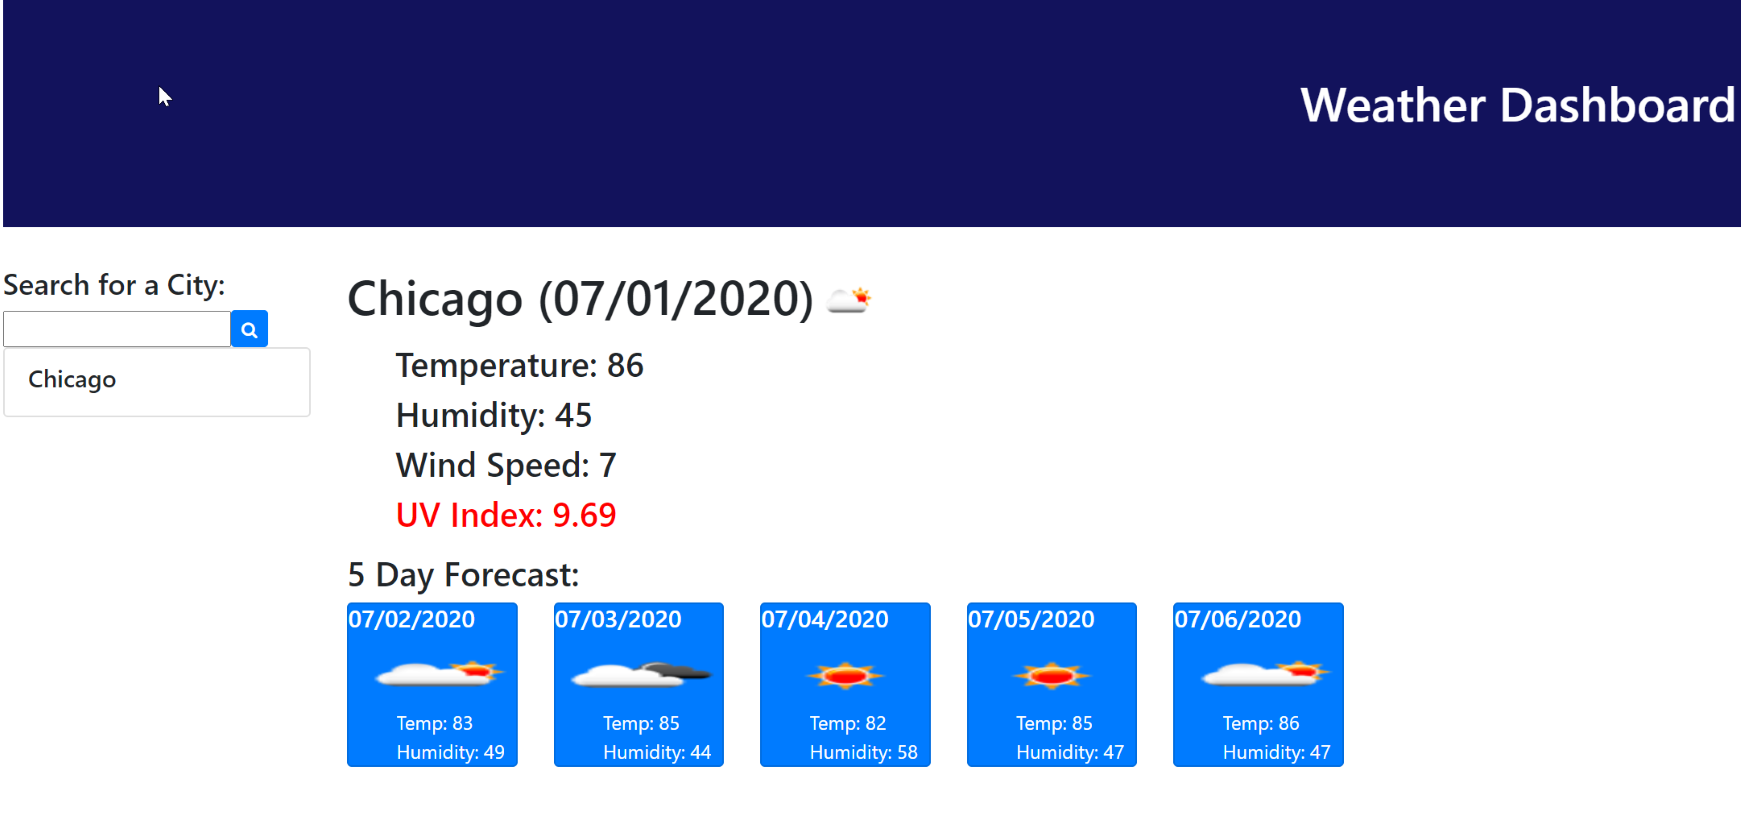 Weather Dashboard
Search for a City:
Chicago
Chicago (07/01/2020)
Temperature: 86
Humidity: 45
Wind Speed: 7
UV Index: 9.69
5 Day Forecast:
07/02/2020
Temp: 83
Humidity: 49
07/03/2020
Temp: 85
Humidity: 44
07/04/2020
Temp: 82
Humidity: 58
07/05/2020
Temp: 85
Humidity: 47
07/06/2020
Temp: 86
Humidity: 47